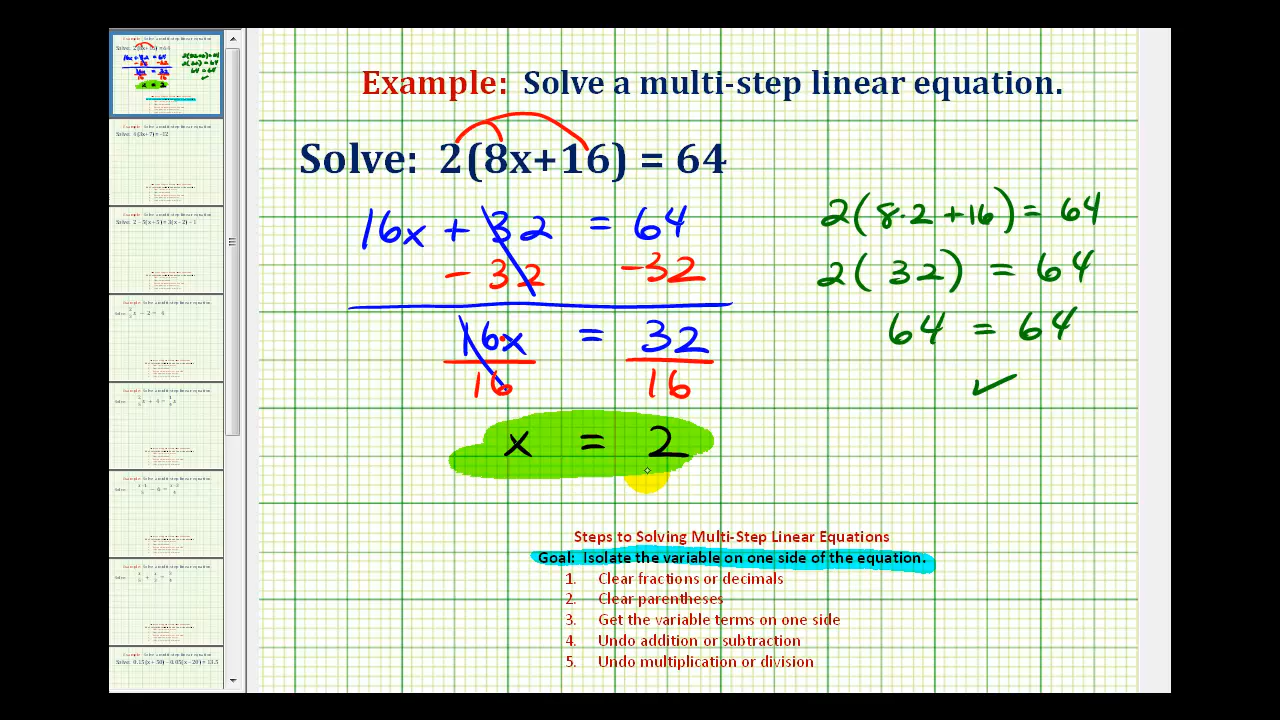 Example: Solve a multi-step linear equation.
Solve: 2(8x+16) = 64
16x + 32 = 64
- 32 -32
16x = 32
16 16
x = 2
2(8·2+16) = 64
2( 32) = 64
64 = 64
✓
Steps to Solving Multi-Step Linear Equations
Goal: Isolate the variable on one side of the equation.
1. Clear fractions or decimals
2. Clear parentheses
3. Get the variable terms on one side
4. Undo addition or subtraction
5. Undo multiplication or division